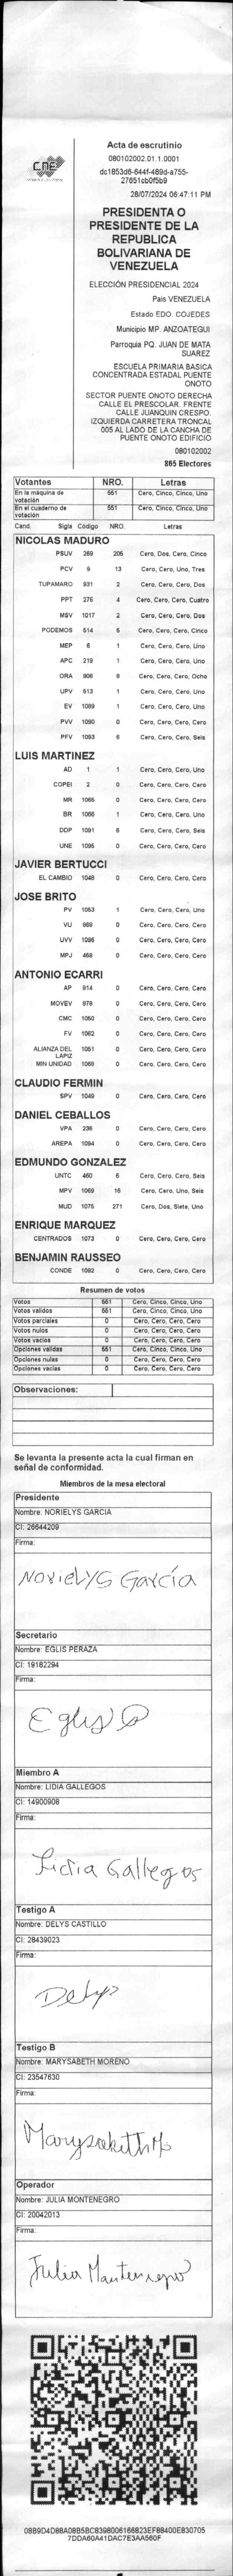 Acta de escrutinio
080102002.01.1.0001
dc1853d6-644f-489d-a755-
27651cb0f5b9
28/07/2024 06:47:11 PM
CNE
PRESIDENTA O
PRESIDENTE DE LA
REPUBLICA
BOLIVARIANA DE
VENEZUELA
ELECCIÓN PRESIDENCIAL 2024
Pais VENEZUELA
Estado EDO. COJEDES
Municipio MP. ANZOATEGUI
Parroquia PQ. JUAN DE MATA
SUAREZ
ESCUELA PRIMARIA BASICA
CONCENTRADA ESTADAL PUENTE
ONOTO
SECTOR PUENTE ONOTO DERECHA
CALLE EL PRESCOLAR. FRENTE
CALLE JUANQUIN CRESPO.
IZQUIERDA CARRETERA TRONCAL
005 AL LADO DE LA CANCHA DE
PUENTE ONOTO EDIFICIO
080102002
865 Electores
Votantes NRO. Letras
En la máquina de votación 551 Cero, Cinco, Cinco, Uno
En el cuaderno de votación 551 Cero, Cinco, Cinco, Uno
Cand. Sigla Código NRO. Letras
NICOLAS MADURO
PSUV 269 205 Cero, Dos, Cero, Cinco
PCV 9 13 Cero, Cero, Uno, Tres
TUPAMARO 931 2 Cero, Cero, Cero, Dos
PPT 276 4 Cero, Cero, Cero, Cuatro
MSV 1017 2 Cero, Cero, Cero, Dos
PODEMOS 514 5 Cero, Cero, Cero, Cinco
MEP 6 1 Cero, Cero, Cero, Uno
APC 219 1 Cero, Cero, Cero, Uno
ORA 906 8 Cero, Cero, Cero, Ocho
UPV 613 1 Cero, Cero, Cero, Uno
EV 1089 1 Cero, Cero, Cero, Uno
PVV 1090 0 Cero, Cero, Cero, Cero
PFV 1093 6 Cero, Cero, Cero, Seis
LUIS MARTINEZ
AD 1 1 Cero, Cero, Cero, Uno
COPEI 2 0 Cero, Cero, Cero, Cero
MR 1065 0 Cero, Cero, Cero, Cero
BR 1066 1 Cero, Cero, Cero, Uno
DDP 1091 6 Cero, Cero, Cero, Seis
UNE 1095 0 Cero, Cero, Cero, Cero
JAVIER BERTUCCI
EL CAMBIO 1048 0 Cero, Cero, Cero, Cero
JOSE BRITO
PV 1053 1 Cero, Cero, Cero, Uno
VU 868 0 Cero, Cero, Cero, Cero
UVV 1096 0 Cero, Cero, Cero, Cero
MPJ 458 0 Cero, Cero, Cero, Cero
ANTONIO ECARRI
AP 814 0 Cero, Cero, Cero, Cero
MOVEV 879 0 Cero, Cero, Cero, Cero
CMC 1050 0 Cero, Cero, Cero, Cero
FV 1062 0 Cero, Cero, Cero, Cero
ALIANZA DEL LAPIZ 1051 0 Cero, Cero, Cero, Cero
MIN UNIDAD 1068 0 Cero, Cero, Cero, Cero
CLAUDIO FERMIN
SPV 1049 0 Cero, Cero, Cero, Cero
DANIEL CEBALLOS
VPA 236 0 Cero, Cero, Cero, Cero
AREPA 1094 0 Cero, Cero, Cero, Cero
EDMUNDO GONZALEZ
UNTC 460 6 Cero, Cero, Cero, Seis
MPV 1069 16 Cero, Cero, Uno, Seis
MUD 1075 271 Cero, Dos, Siete, Uno
ENRIQUE MARQUEZ
CENTRADOS 1073 0 Cero, Cero, Cero, Cero
BENJAMIN RAUSSEO
CONDE 1092 0 Cero, Cero, Cero, Cero
Resumen de votos
Votos 551 Cero, Cinco, Cinco, Uno
Votos validos 551 Cero, Cinco, Cinco, Uno
Votos parciales 0 Cero, Cero, Cero, Cero
Votos nulos 0 Cero, Cero, Cero, Cero
Votos vacios 0 Cero, Cero, Cero, Cero
Opciones validas 551 Cero, Cinco, Cinco, Uno
Opciones nulas 0 Cero, Cero, Cero, Cero
Opciones vacias 0 Cero, Cero, Cero, Cero
Observaciones:
Se levanta la presente acta la cual firman en
señal de conformidad.
Miembros de la mesa electoral
Presidente
Nombre: NORIELYS GARCIA
CI: 26644209
Firma:
Norielys García
Secretario
Nombre: EGLIS PERAZA
CI: 19182294
Firma:
Eglis
Miembro A
Nombre: LIDIA GALLEGOS
CI: 14900908
Firma:
Lidia Gallegos
Testigo A
Nombre: DELYS CASTILLO
CI: 28439023
Firma:
Delys
Testigo B
Nombre: MARYSABETH MORENO
CI: 23547630
Firma:
Marysabeth Mo
Operador
Nombre: JULIA MONTENEGRO
CI: 20042013
Firma:
Julia Montenegro
08B9D4D88A08B5BC8398006166823EFB8400E830705
7DDA60A41DAC7E3AA560F